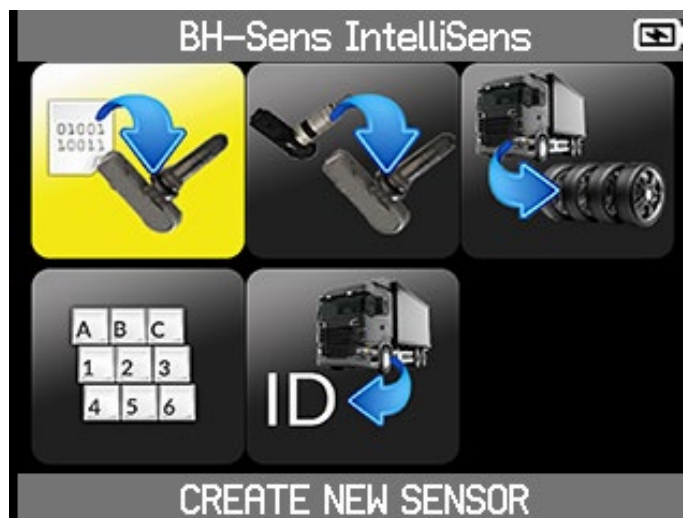 BH-Sens IntelliSens
01001
10011
A B C
1 2 3
4 5 6
ID
CREATE NEW SENSOR